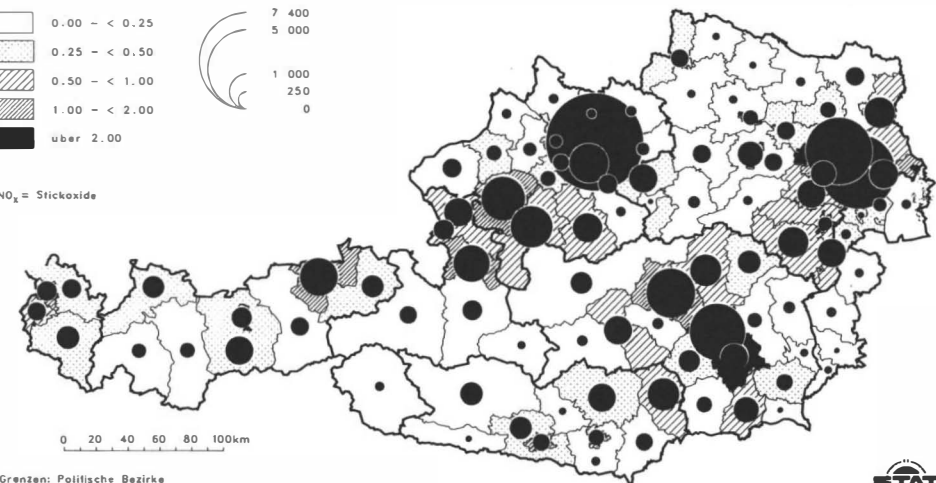 0.00 - < 0.25
0.25 - < 0.50
0.50 - < 1.00
1.00 - < 2.00
uber 2.00
7 400
5 000
1 000
250
0
NOx = Stickoxide
0 20 40 60 80 100km
Grenzen: Politische Bezirke